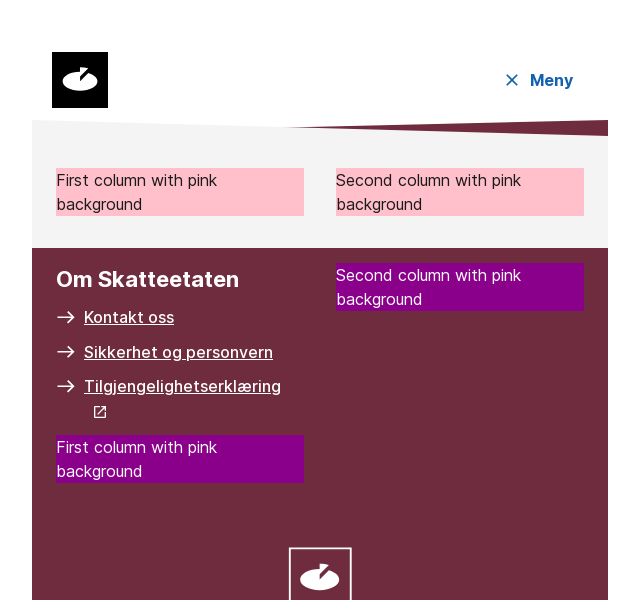 Meny
First column with pink
background
Second column with pink
background
Om Skatteetaten
Kontakt oss
Sikkerhet og personvern
Tilgjengelighetserklæring
First column with pink
background
Second column with pink
background